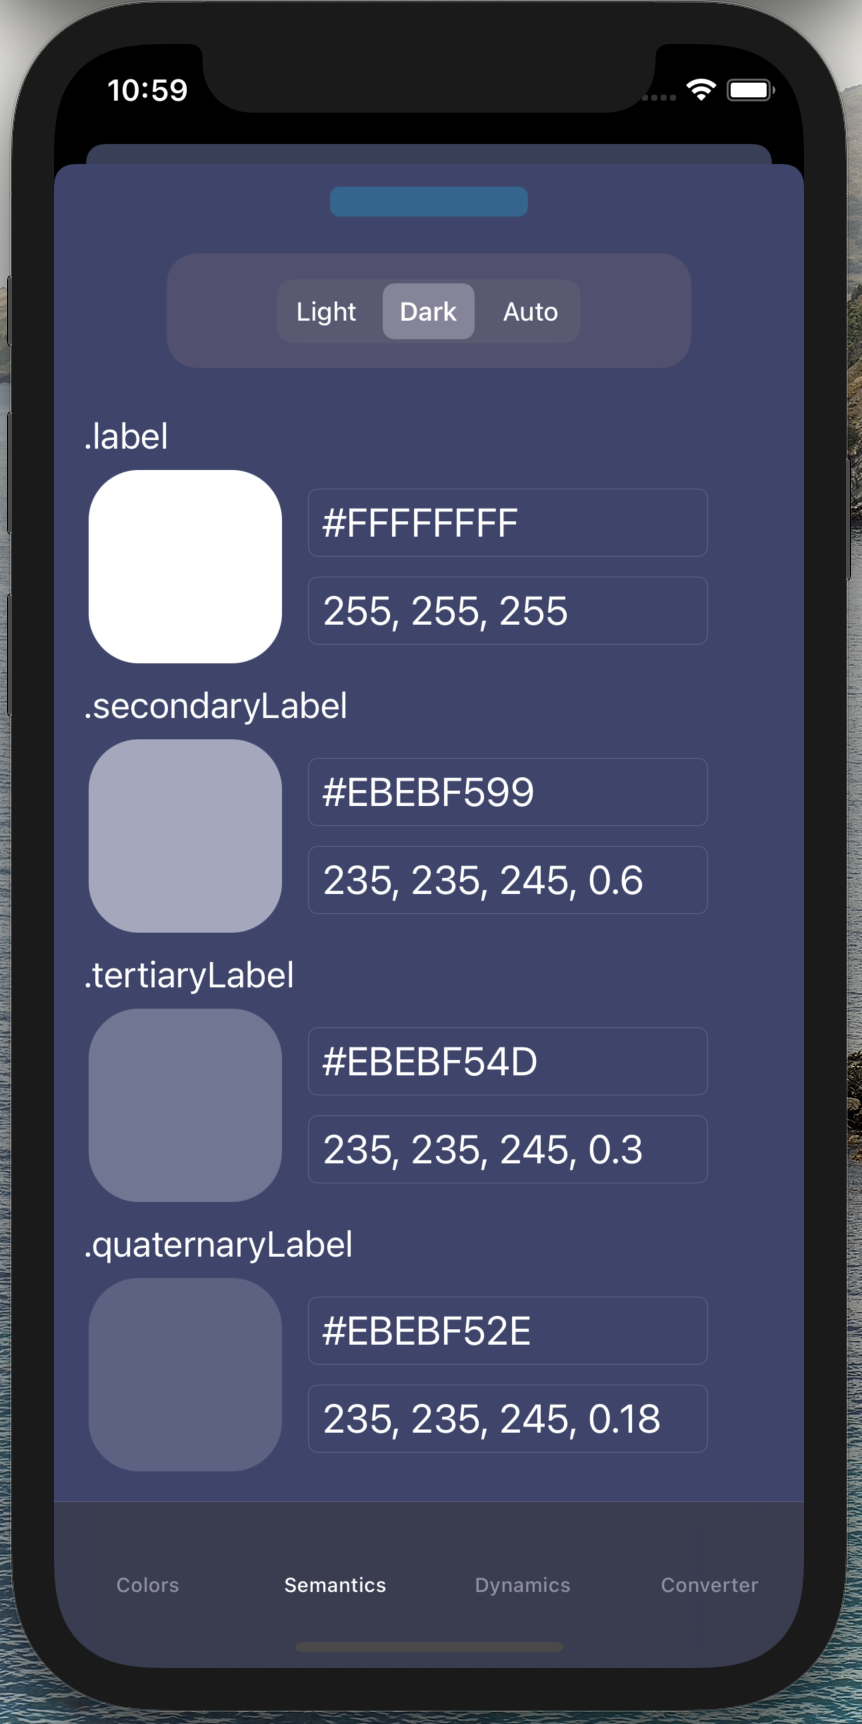 10:59
Light Dark Auto
.label
#FFFFFFFF
255, 255, 255
.secondaryLabel
#EBEBF599
235, 235, 245, 0.6
.tertiaryLabel
#EBEBF54D
235, 235, 245, 0.3
.quaternaryLabel
#EBEBF52E
235, 235, 245, 0.18
Colors Semantics Dynamics Converter